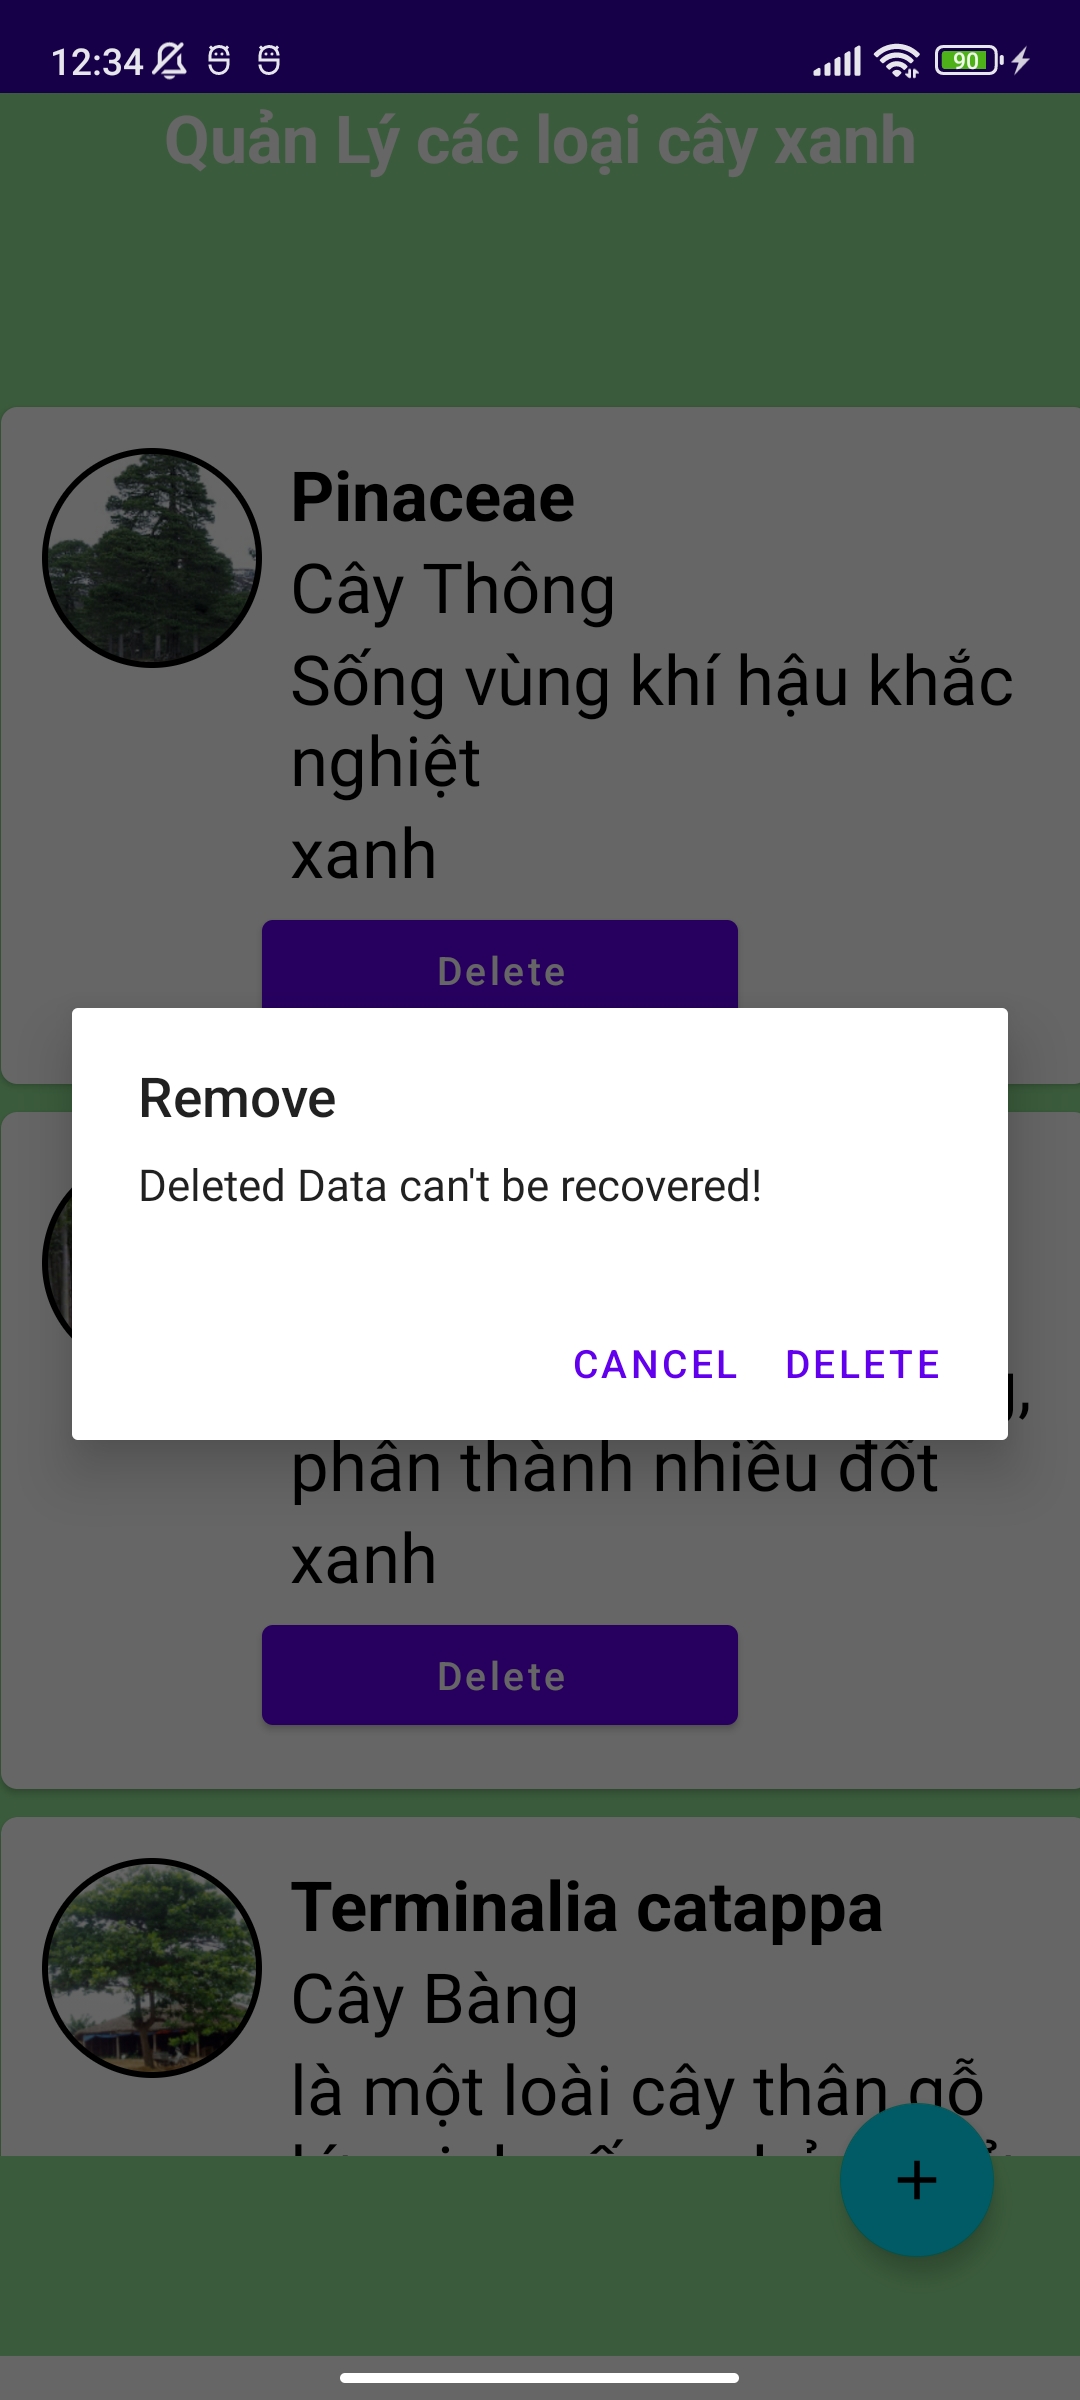 12:34
90
Quản Lý các loại cây xanh
Pinaceae
Cây Thông
Sống vùng khí hậu khắc
nghiệt
xanh
Delete
Remove
Deleted Data can't be recovered!
CANCEL DELETE
phân thành nhiều đốt
xanh
Delete
Terminalia catappa
Cây Bàng
là một loài cây thân gỗ